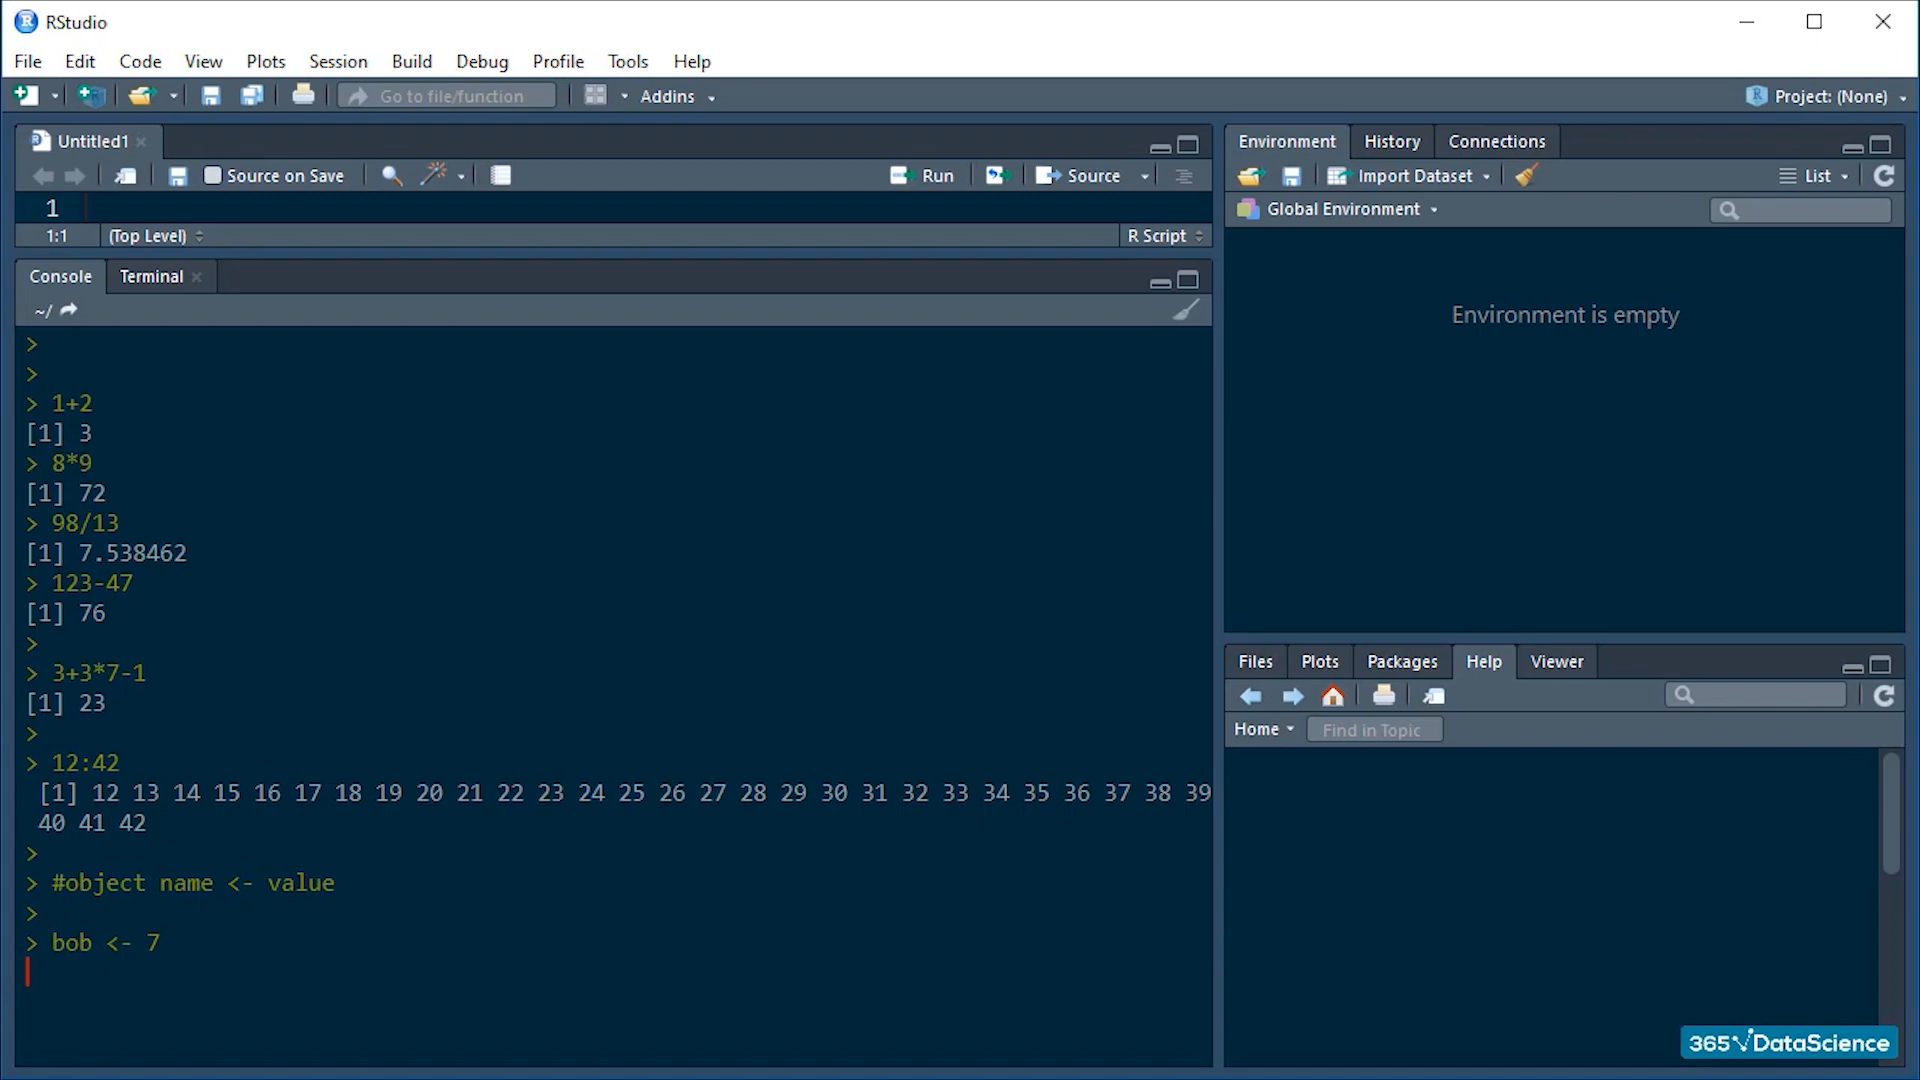 RStudio
File Edit Code View Plots Session Build Debug Profile Tools Help
Go to file/function Addins Project: (None)
Untitled1
Source on Save Run Source
1
1:1 (Top Level) R Script
Console Terminal
~/
>
>
> 1+2
[1] 3
> 8*9
[1] 72
> 98/13
[1] 7.538462
> 123-47
[1] 76
>
> 3+3*7-1
[1] 23
>
> 12:42
[1] 12 13 14 15 16 17 18 19 20 21 22 23 24 25 26 27 28 29 30 31 32 33 34 35 36 37 38 39
40 41 42
>
> #object name <- value
>
> bob <- 7
Environment History Connections
Import Dataset List
Global Environment
Environment is empty
Files Plots Packages Help Viewer
Home Find in Topic
365 DataScience